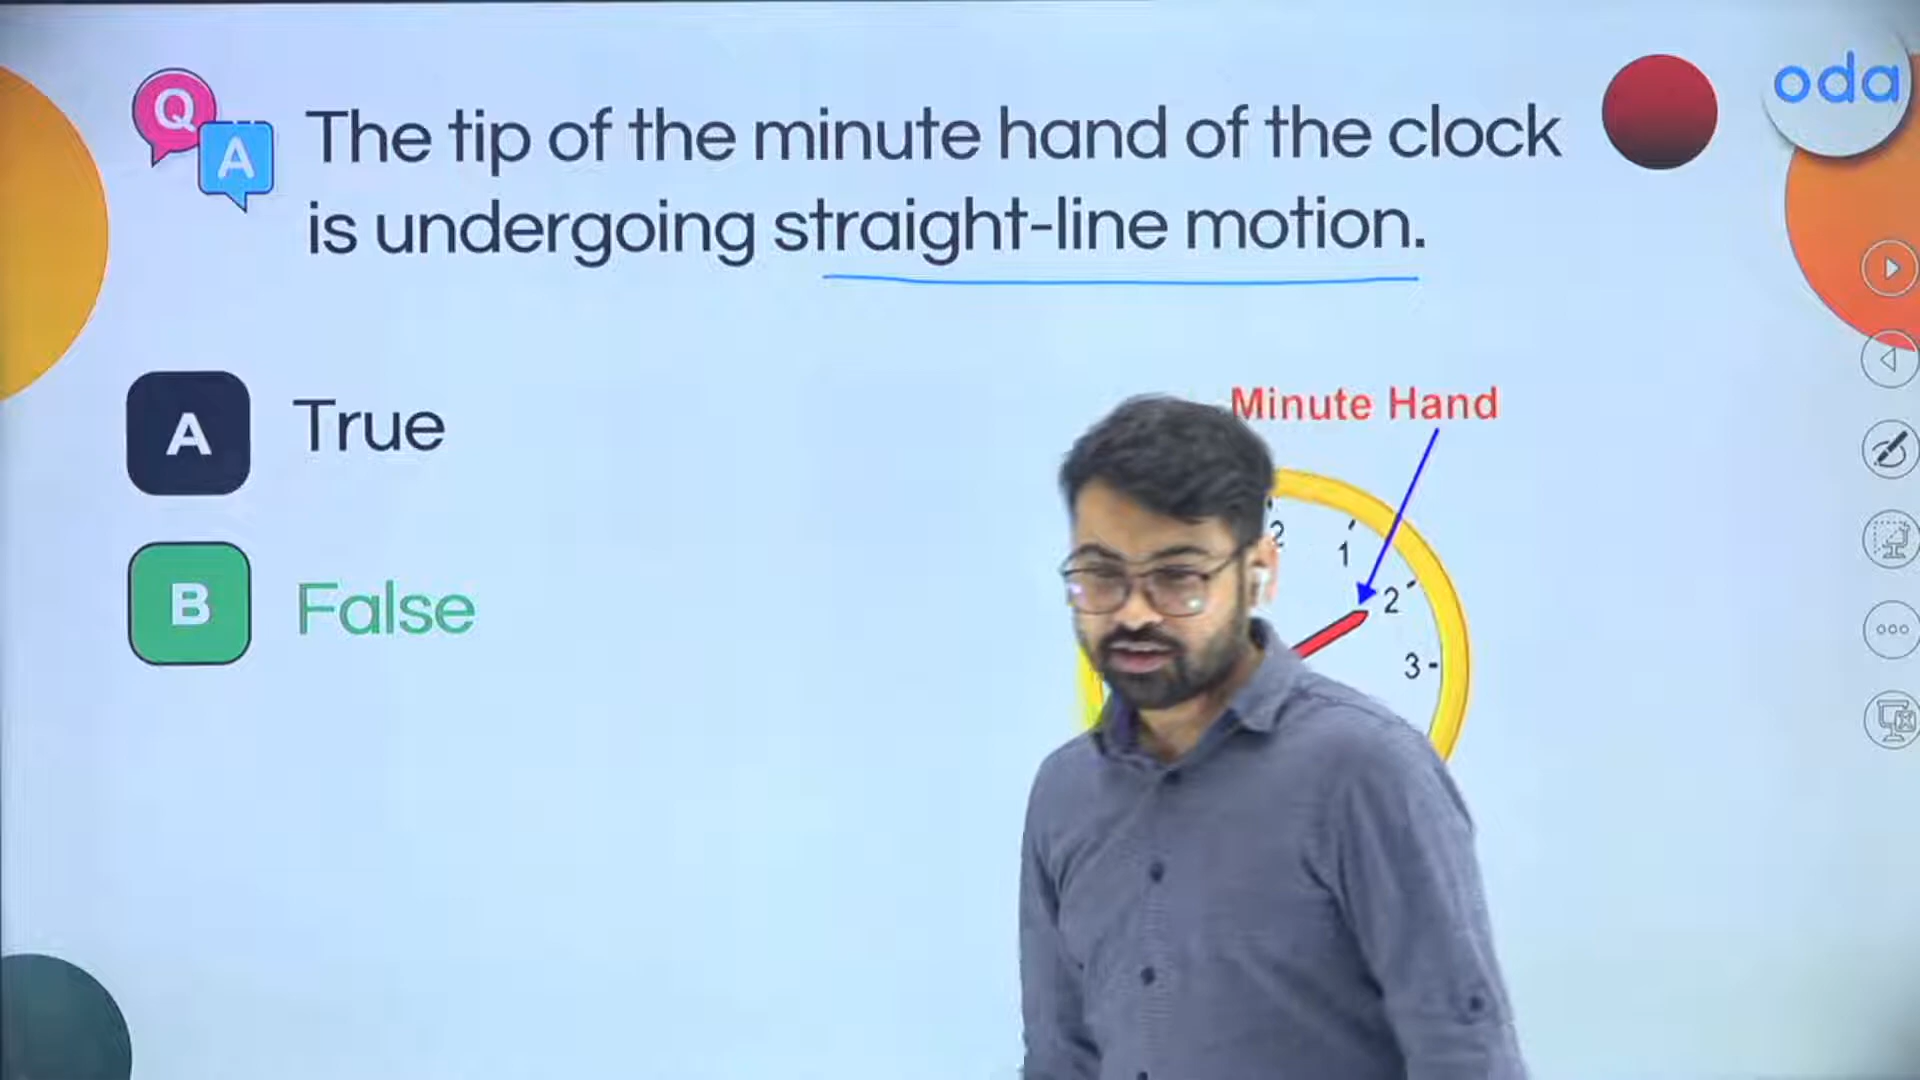 Q
A
oda
The tip of the minute hand of the clock
is undergoing straight-line motion.
A True
B False
Minute Hand
2
1
2
3